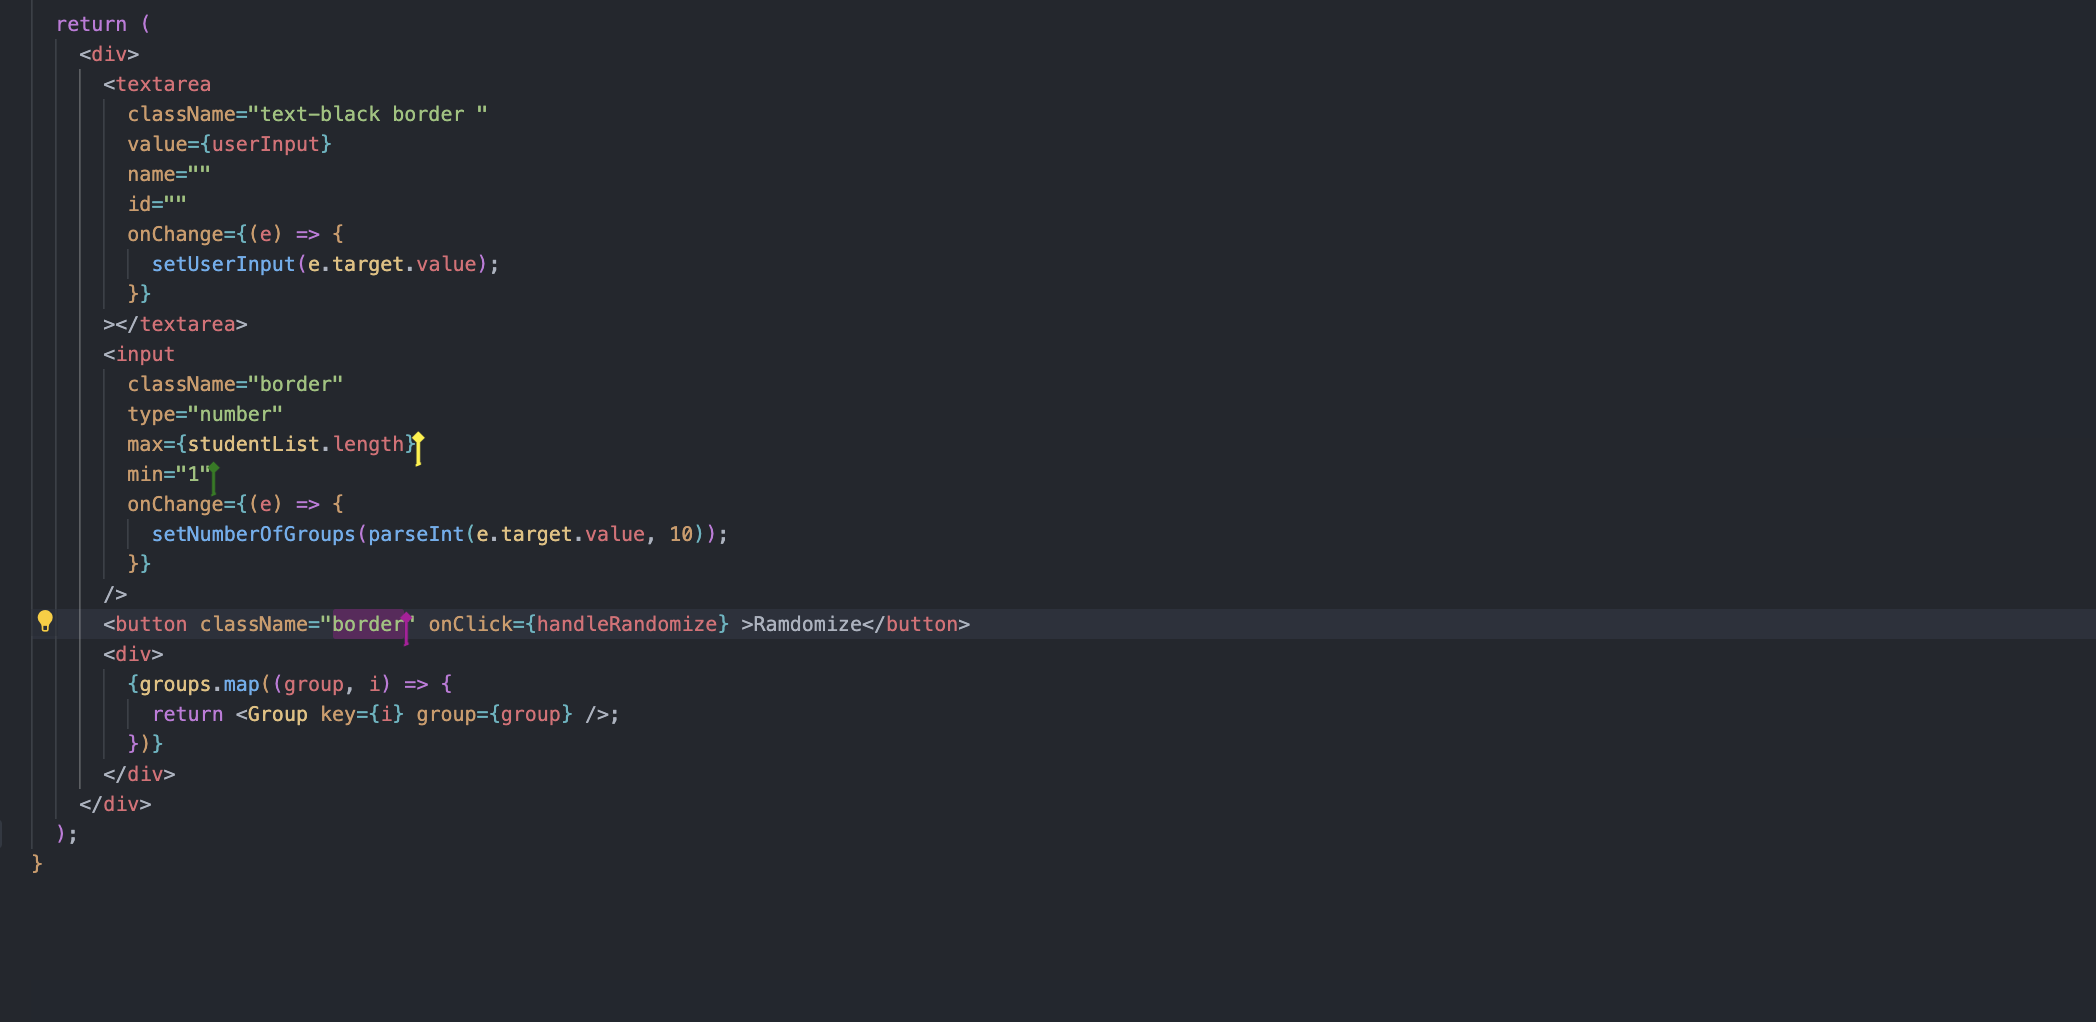 return (
<div>
<textarea
className="text-black border "
value={userInput}
name=""
id=""
onChange={(e) => {
setUserInput(e.target.value);
}}
></textarea>
<input
className="border"
type="number"
max={studentList.length}
min="1"
onChange={(e) => {
setNumberOfGroups(parseInt(e.target.value, 10));
}}
/>
<button className="border" onClick={handleRandomize} >Ramdomize</button>
<div>
{groups.map((group, i) => {
return <Group key={i} group={group} />;
})}
</div>
</div>
);
}